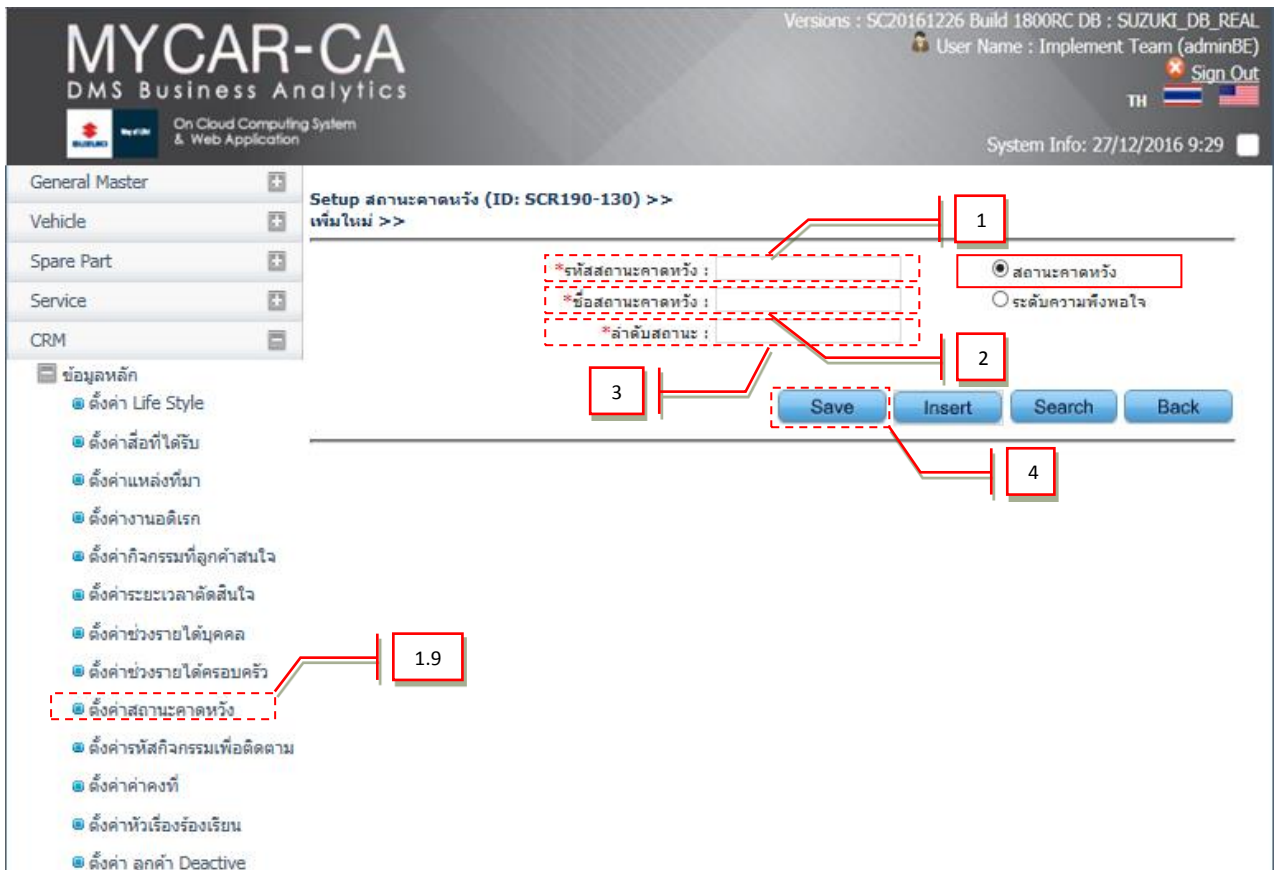 MYCAR-CA
DMS Business Analytics
On Cloud Computing System
& Web Application
SUZUKI Way of Life!
Versions : SC20161226 Build 1800RC DB : SUZUKI_DB_REAL
User Name : Implement Team (adminBE)
Sign Out
TH
System Info: 27/12/2016 9:29
General Master
Vehicle
Spare Part
Service
CRM
ข้อมูลหลัก
ตั้งค่า Life Style
ตั้งค่าสื่อที่ได้รับ
ตั้งค่าแหล่งที่มา
ตั้งค่างานอดิเรก
ตั้งค่ากิจกรรมที่ลูกค้าสนใจ
ตั้งค่าระยะเวลาตัดสินใจ
ตั้งค่าช่วงรายได้บุคคล
ตั้งค่าช่วงรายได้ครอบครัว
ตั้งค่าสถานะคาดหวัง
ตั้งค่ารหัสกิจกรรมเพื่อติดตาม
ตั้งค่าค่าคงที่
ตั้งค่าหัวเรื่องร้องเรียน
ตั้งค่า ลูกค้า Deactive
1.9
Setup สถานะคาดหวัง (ID: SCR190-130) >>
เพิ่มใหม่ >>
1
*รหัสสถานะคาดหวัง :
สถานะคาดหวัง
*ชื่อสถานะคาดหวัง :
ระดับความพึงพอใจ
*ลำดับสถานะ :
2
3
Save Insert Search Back
4